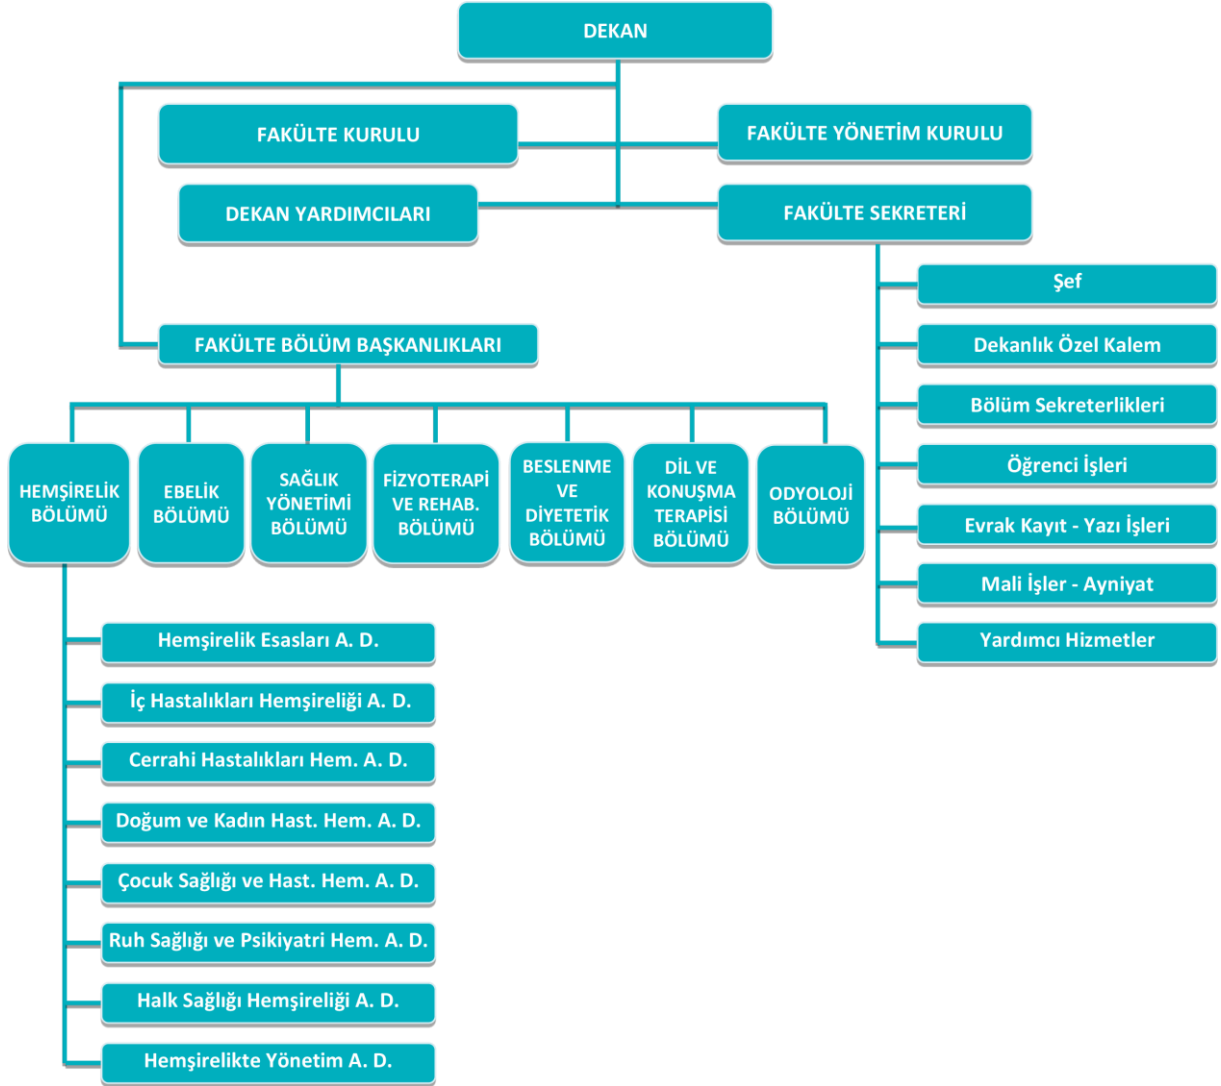 DEKAN
FAKÜLTE KURULU
FAKÜLTE YÖNETİM KURULU
DEKAN YARDIMCILARI
FAKÜLTE SEKRETERİ
Şef
Dekanlık Özel Kalem
Bölüm Sekreterlikleri
Öğrenci İşleri
Evrak Kayıt - Yazı İşleri
Mali İşler - Ayniyat
Yardımcı Hizmetler
FAKÜLTE BÖLÜM BAŞKANLIKLARI
HEMŞİRELİK
BÖLÜMÜ
EBELİK
BÖLÜMÜ
SAĞLIK
YÖNETİMİ
BÖLÜMÜ
FİZYOTERAPİ
VE REHAB.
BÖLÜMÜ
BESLENME
VE
DİYETETİK
BÖLÜMÜ
DİL VE
KONUŞMA
TERAPİSİ
BÖLÜMÜ
ODYOLOJİ
BÖLÜMÜ
Hemşirelik Esasları A. D.
İç Hastalıkları Hemşireliği A. D.
Cerrahi Hastalıkları Hem. A. D.
Doğum ve Kadın Hast. Hem. A. D.
Çocuk Sağlığı ve Hast. Hem. A. D.
Ruh Sağlığı ve Psikiyatri Hem. A. D.
Halk Sağlığı Hemşireliği A. D.
Hemşirelikte Yönetim A. D.